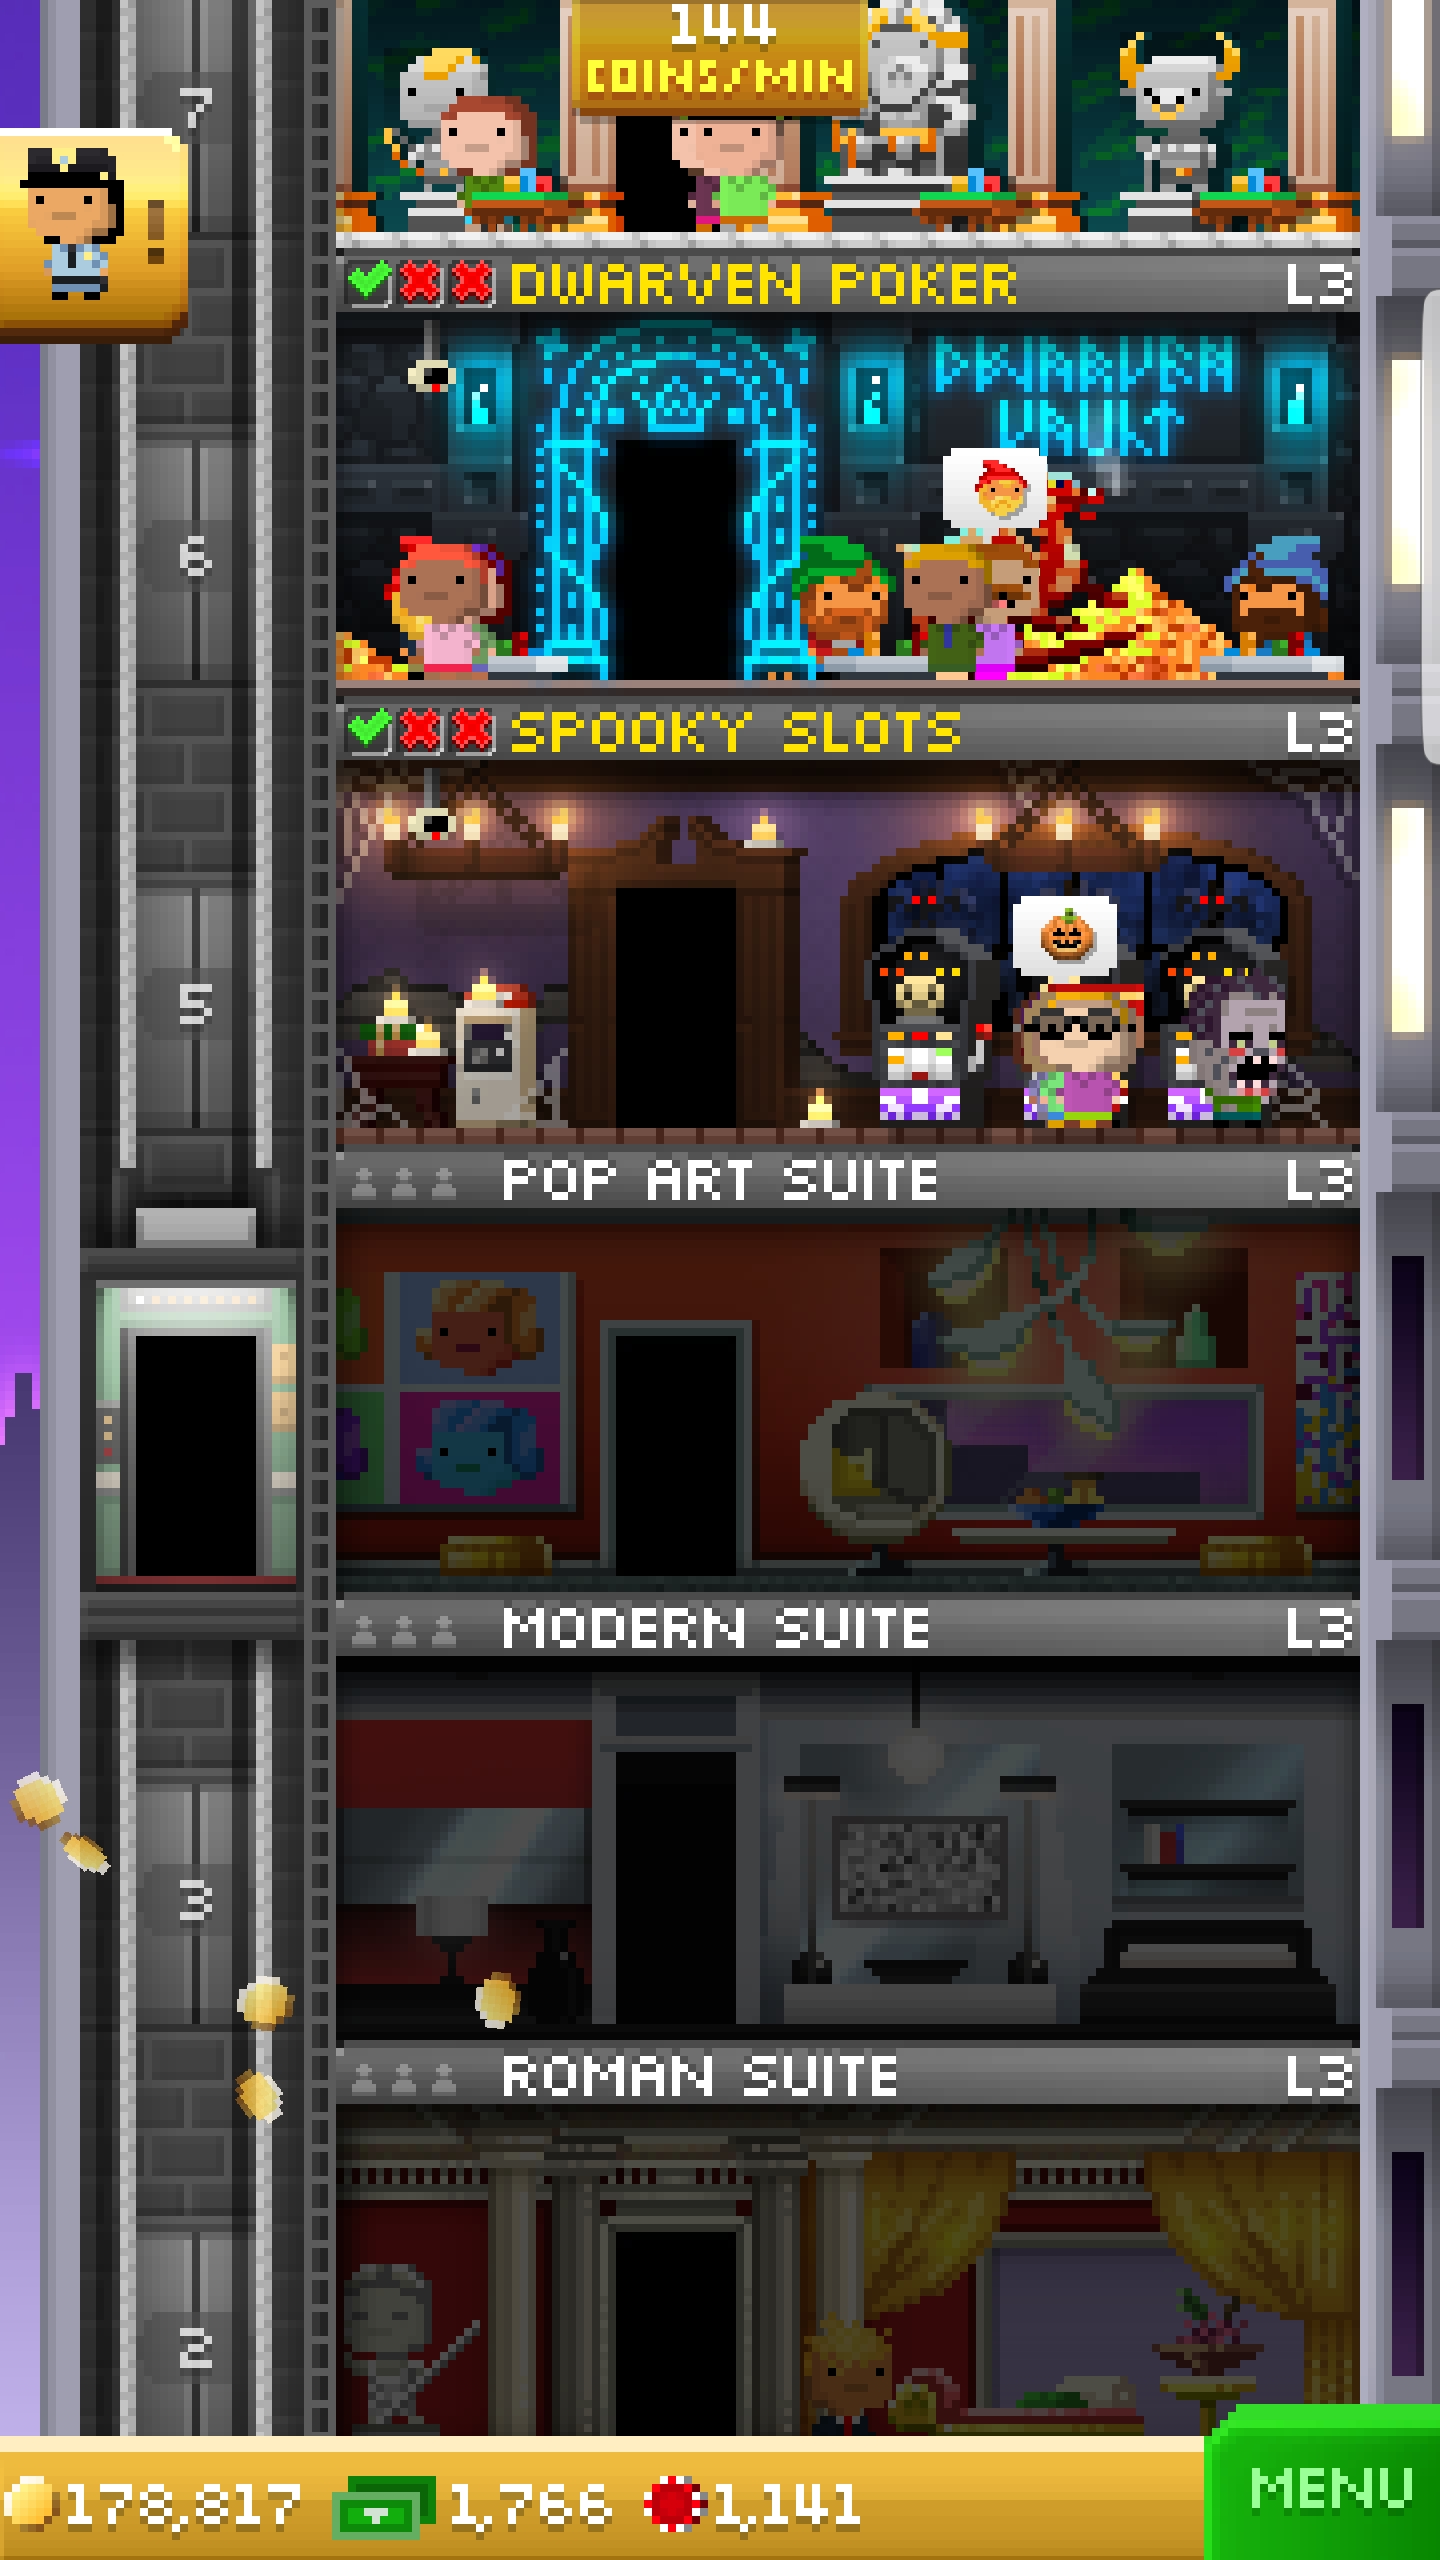 144
COINS/MIN
7
!
DWARVEN POKER L3
DWARVEN
VAULT
6
SPOOKY SLOTS L3
5
POP ART SUITE L3
MODERN SUITE L3
3
ROMAN SUITE L3
2
178,817 1,766 1,141
MENU